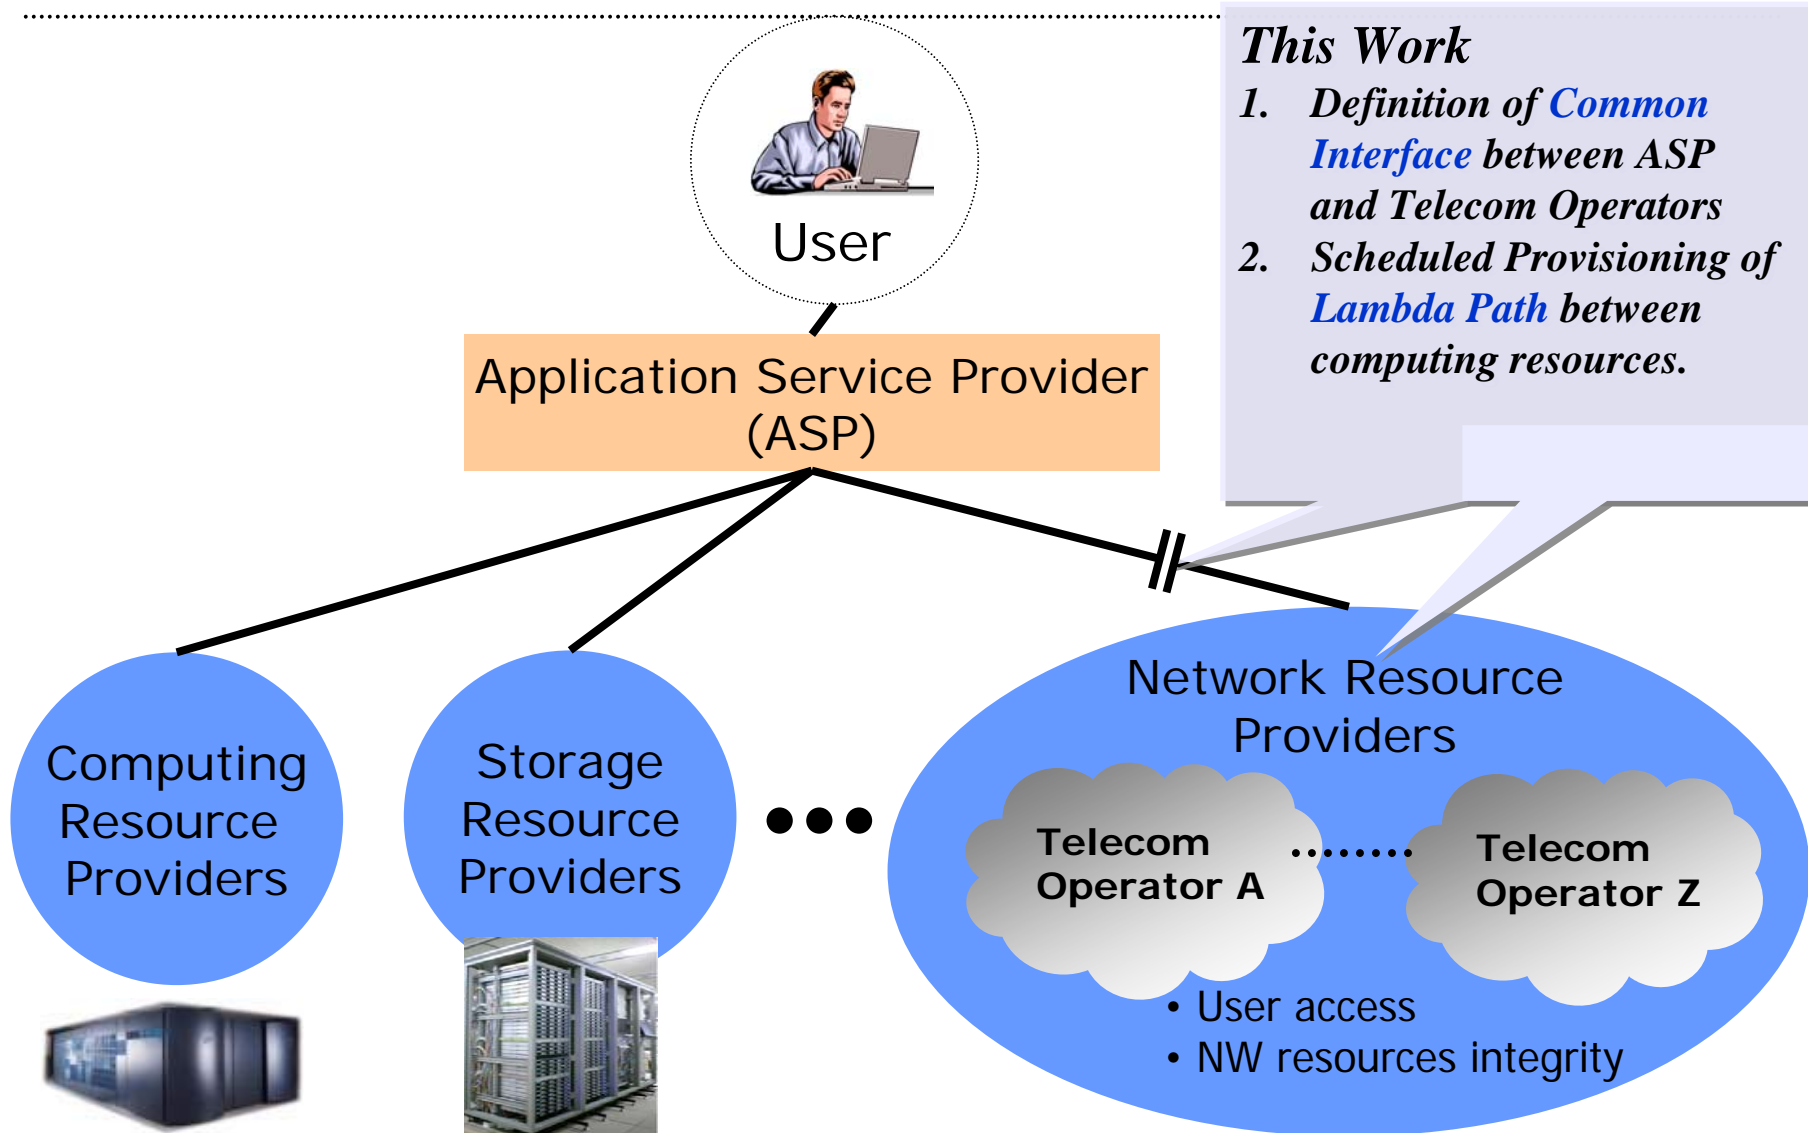 This Work
1. Definition of Common
Interface between ASP
and Telecom Operators
2. Scheduled Provisioning of
Lambda Path between
computing resources.
User
Application Service Provider
(ASP)
Computing
Resource
Providers
Storage
Resource
Providers
Network Resource
Providers
Telecom
Operator A
Telecom
Operator Z
• User access
• NW resources integrity